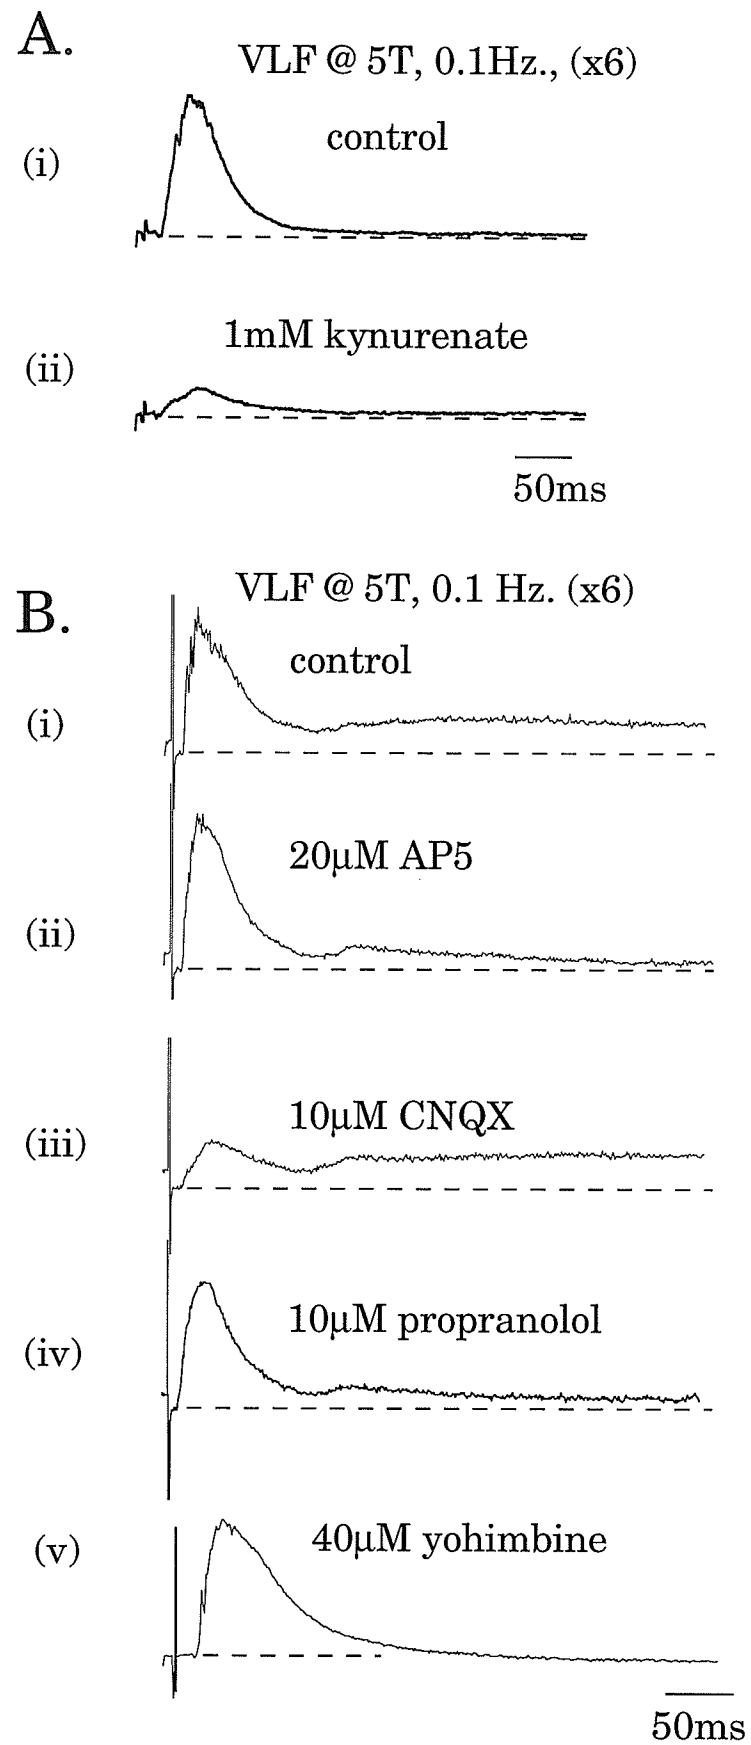 A.
VLF @ 5T, 0.1Hz., (x6)
control
(i)
1mM kynurenate
(ii)
50ms
VLF @ 5T, 0.1 Hz. (x6)
B.
control
(i)
20µM AP5
(ii)
10µM CNQX
(iii)
10µM propranolol
(iv)
40µM yohimbine
(v)
50ms